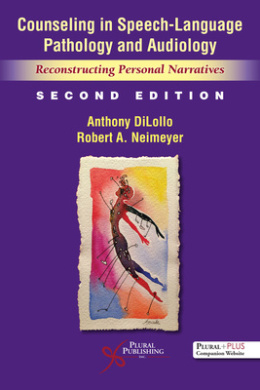 Counseling in Speech-Language
Pathology and Audiology
Reconstructing Personal Narratives
SECOND EDITION
Anthony DiLollo
Robert A. Neimeyer
PLURAL
PUBLISHING
INC.
PLURAL+PLUS
Companion Website